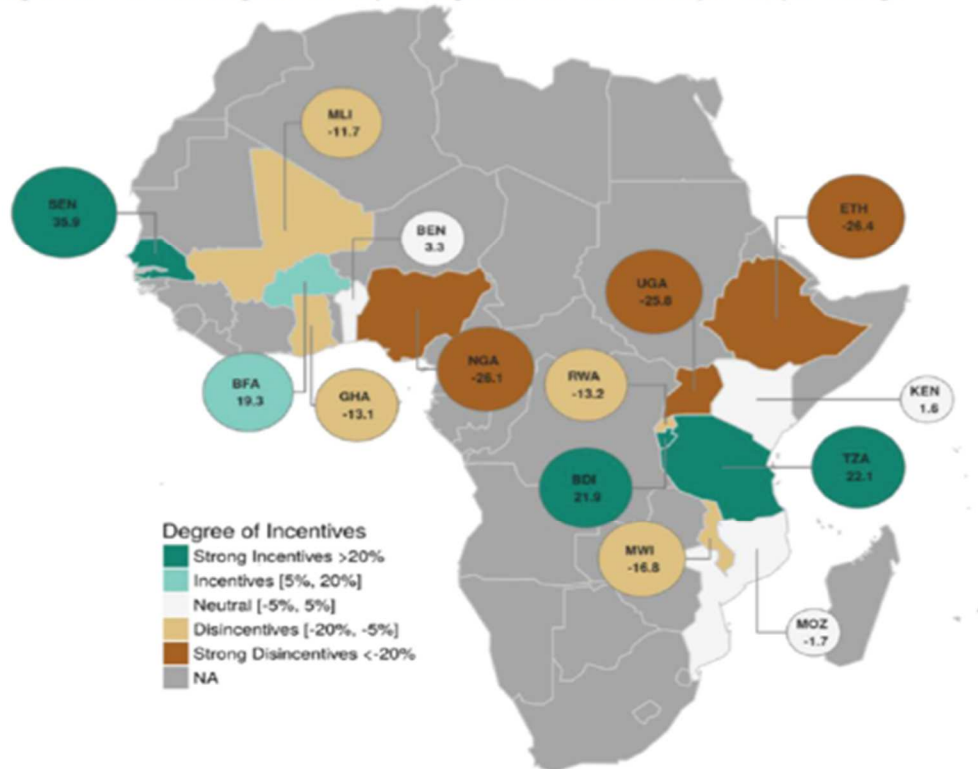 MLI
-11.7
SEN
35.9
ETH
-26.4
BEN
3.3
UGA
-25.8
NGA
-26.1
RWA
-13.2
BFA
19.3
GHA
-13.1
KEN
1.6
TZA
22.1
BDI
21.9
MWI
-16.8
MOZ
-1.7
Degree of Incentives
Strong Incentives >20%
Incentives [5%, 20%]
Neutral [-5%, 5%]
Disincentives [-20%, -5%]
Strong Disincentives <-20%
NA